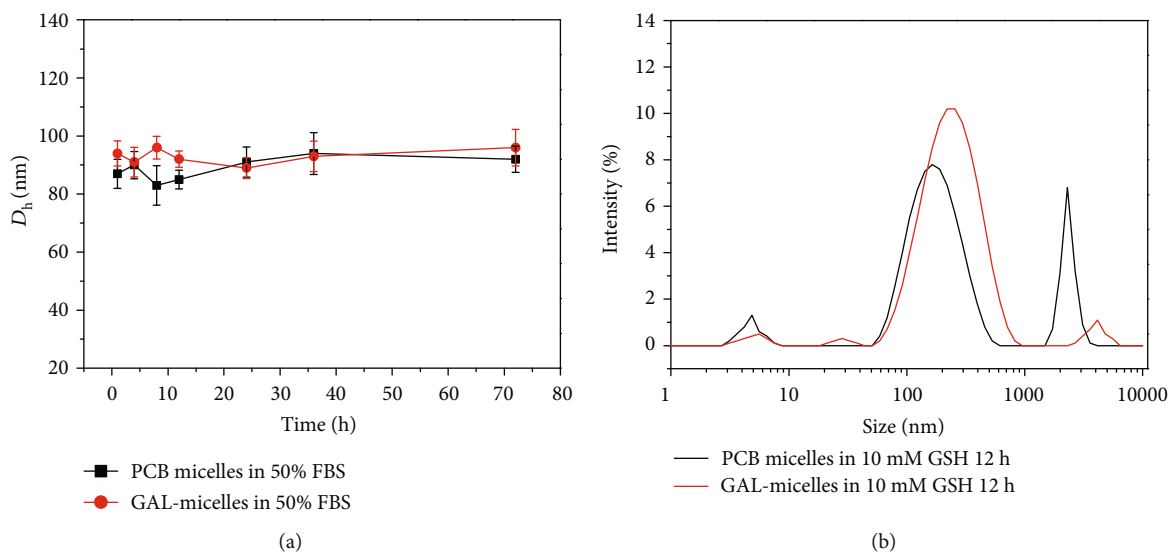 140
120
100
80
60
40
20
D_h (nm)
0 10 20 30 40 50 60 70 80
Time (h)
PCB micelles in 50% FBS
GAL-micelles in 50% FBS
(a)
14
12
10
8
6
4
2
0
Intensity (%)
1 10 100 1000 10000
Size (nm)
PCB micelles in 10 mM GSH 12 h
GAL-micelles in 10 mM GSH 12 h
(b)